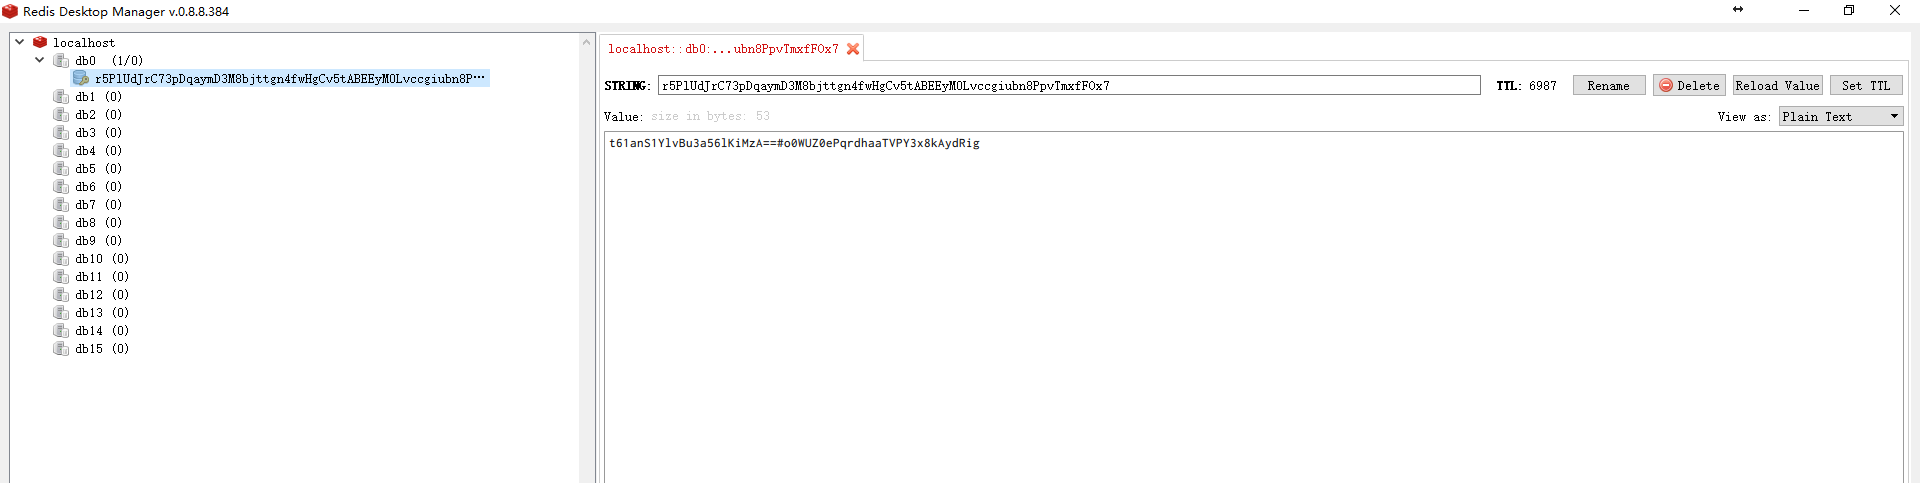 Redis Desktop Manager v.0.8.8.384
localhost
db0 (1/0)
r5PlUdJrC73pDqaymD3M8bjttgn4fwHgCv5tABEEyM0Lvccgiubn8P···
db1 (0)
db2 (0)
db3 (0)
db4 (0)
db5 (0)
db6 (0)
db7 (0)
db8 (0)
db9 (0)
db10 (0)
db11 (0)
db12 (0)
db13 (0)
db14 (0)
db15 (0)
localhost::db0:...ubn8PpvTmxfFOx7
STRING: r5PlUdJrC73pDqaymD3M8bjttgn4fwHgCv5tABEEyM0Lvccgiubn8PpvTmxfFOx7 TTL: 6987 Rename Delete Reload Value Set TTL
Value: size in bytes: 53 View as: Plain Text
t61anS1YlvBu3a56lKiMzA==#o0WUZ0ePqrdhaaTVPY3x8kAydRig